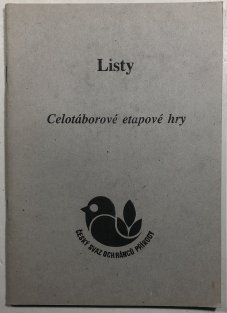 Listy
Celotáborové etapové hry
ČESKÝ SVAZ OCHRÁNCŮ PŘÍRODY